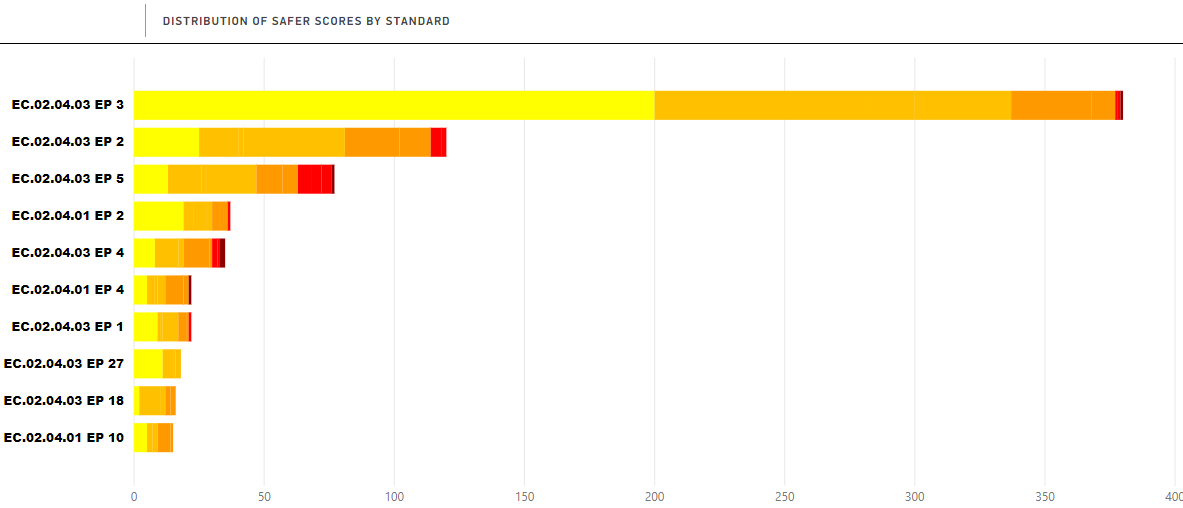 DISTRIBUTION OF SAFER SCORES BY STANDARD
EC.02.04.03 EP 3
EC.02.04.03 EP 2
EC.02.04.03 EP 5
EC.02.04.01 EP 2
EC.02.04.03 EP 4
EC.02.04.01 EP 4
EC.02.04.03 EP 1
EC.02.04.03 EP 27
EC.02.04.03 EP 18
EC.02.04.01 EP 10
0 50 100 150 200 250 300 350 400